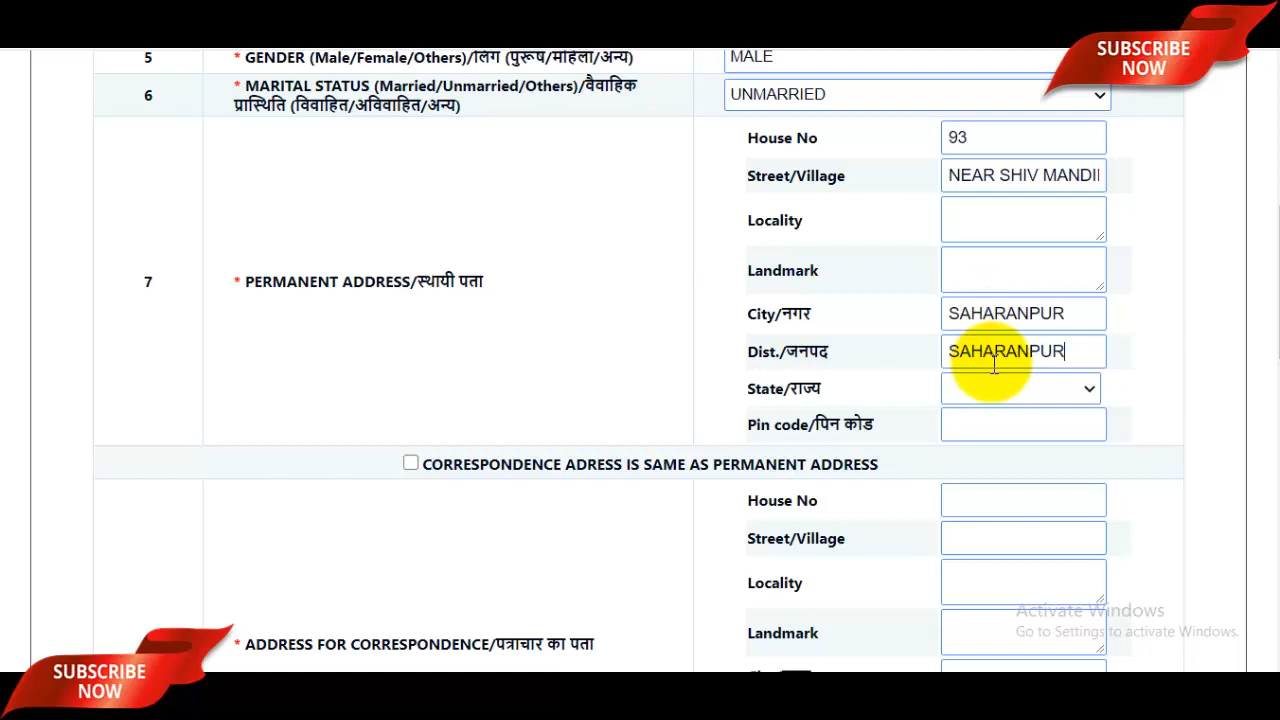 SUBSCRIBE
NOW
5
* GENDER (Male/Female/Others)/लिंग (पुरूष/महिला/अन्य)
MALE
6
* MARITAL STATUS (Married/Unmarried/Others)/वैवाहिक
प्रास्थिति (विवाहित/अविवाहित/अन्य)
UNMARRIED
7
* PERMANENT ADDRESS/स्थायी पता
House No
93
Street/Village
NEAR SHIV MANDI
Locality
Landmark
City/नगर
SAHARANPUR
Dist./जनपद
SAHARANPUR
State/राज्य
Pin code/पिन कोड
CORRESPONDENCE ADRESS IS SAME AS PERMANENT ADDRESS
* ADDRESS FOR CORRESPONDENCE/पत्राचार का पता
House No
Street/Village
Locality
Landmark
Activate Windows
Go to Settings to activate Windows.
SUBSCRIBE
NOW